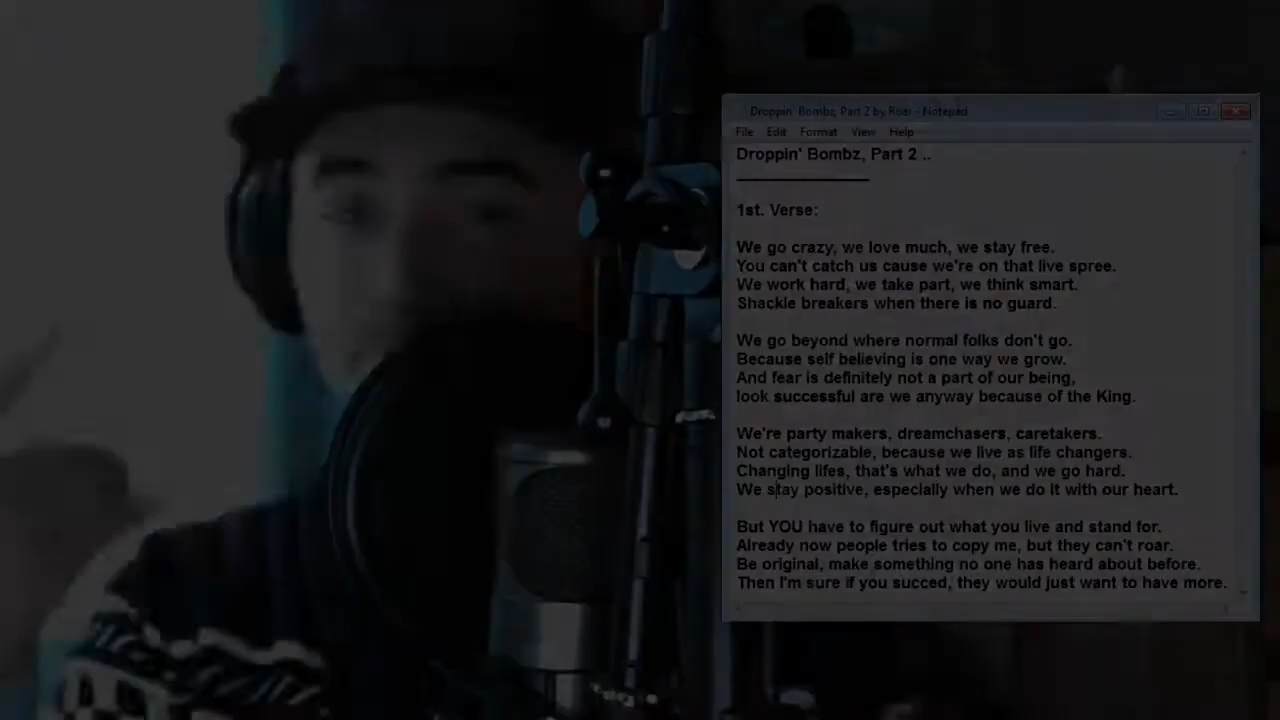 Droppin' Bombz, Part 2 by Roar - Notepad
File Edit Format View Help
Droppin' Bombz, Part 2 ..
1st. Verse:
We go crazy, we love much, we stay free.
You can't catch us cause we're on that live spree.
We work hard, we take part, we think smart.
Shackle breakers when there is no guard.
We go beyond where normal folks don't go.
Because self believing is one way we grow.
And fear is definitely not a part of our being,
look successful are we anyway because of the King.
We're party makers, dreamchasers, caretakers.
Not categorizable, because we live as life changers.
Changing lifes, that's what we do, and we go hard.
We stay positive, especially when we do it with our heart.
But YOU have to figure out what you live and stand for.
Already now people tries to copy me, but they can't roar.
Be original, make something no one has heard about before.
Then I'm sure if you succed, they would just want to have more.